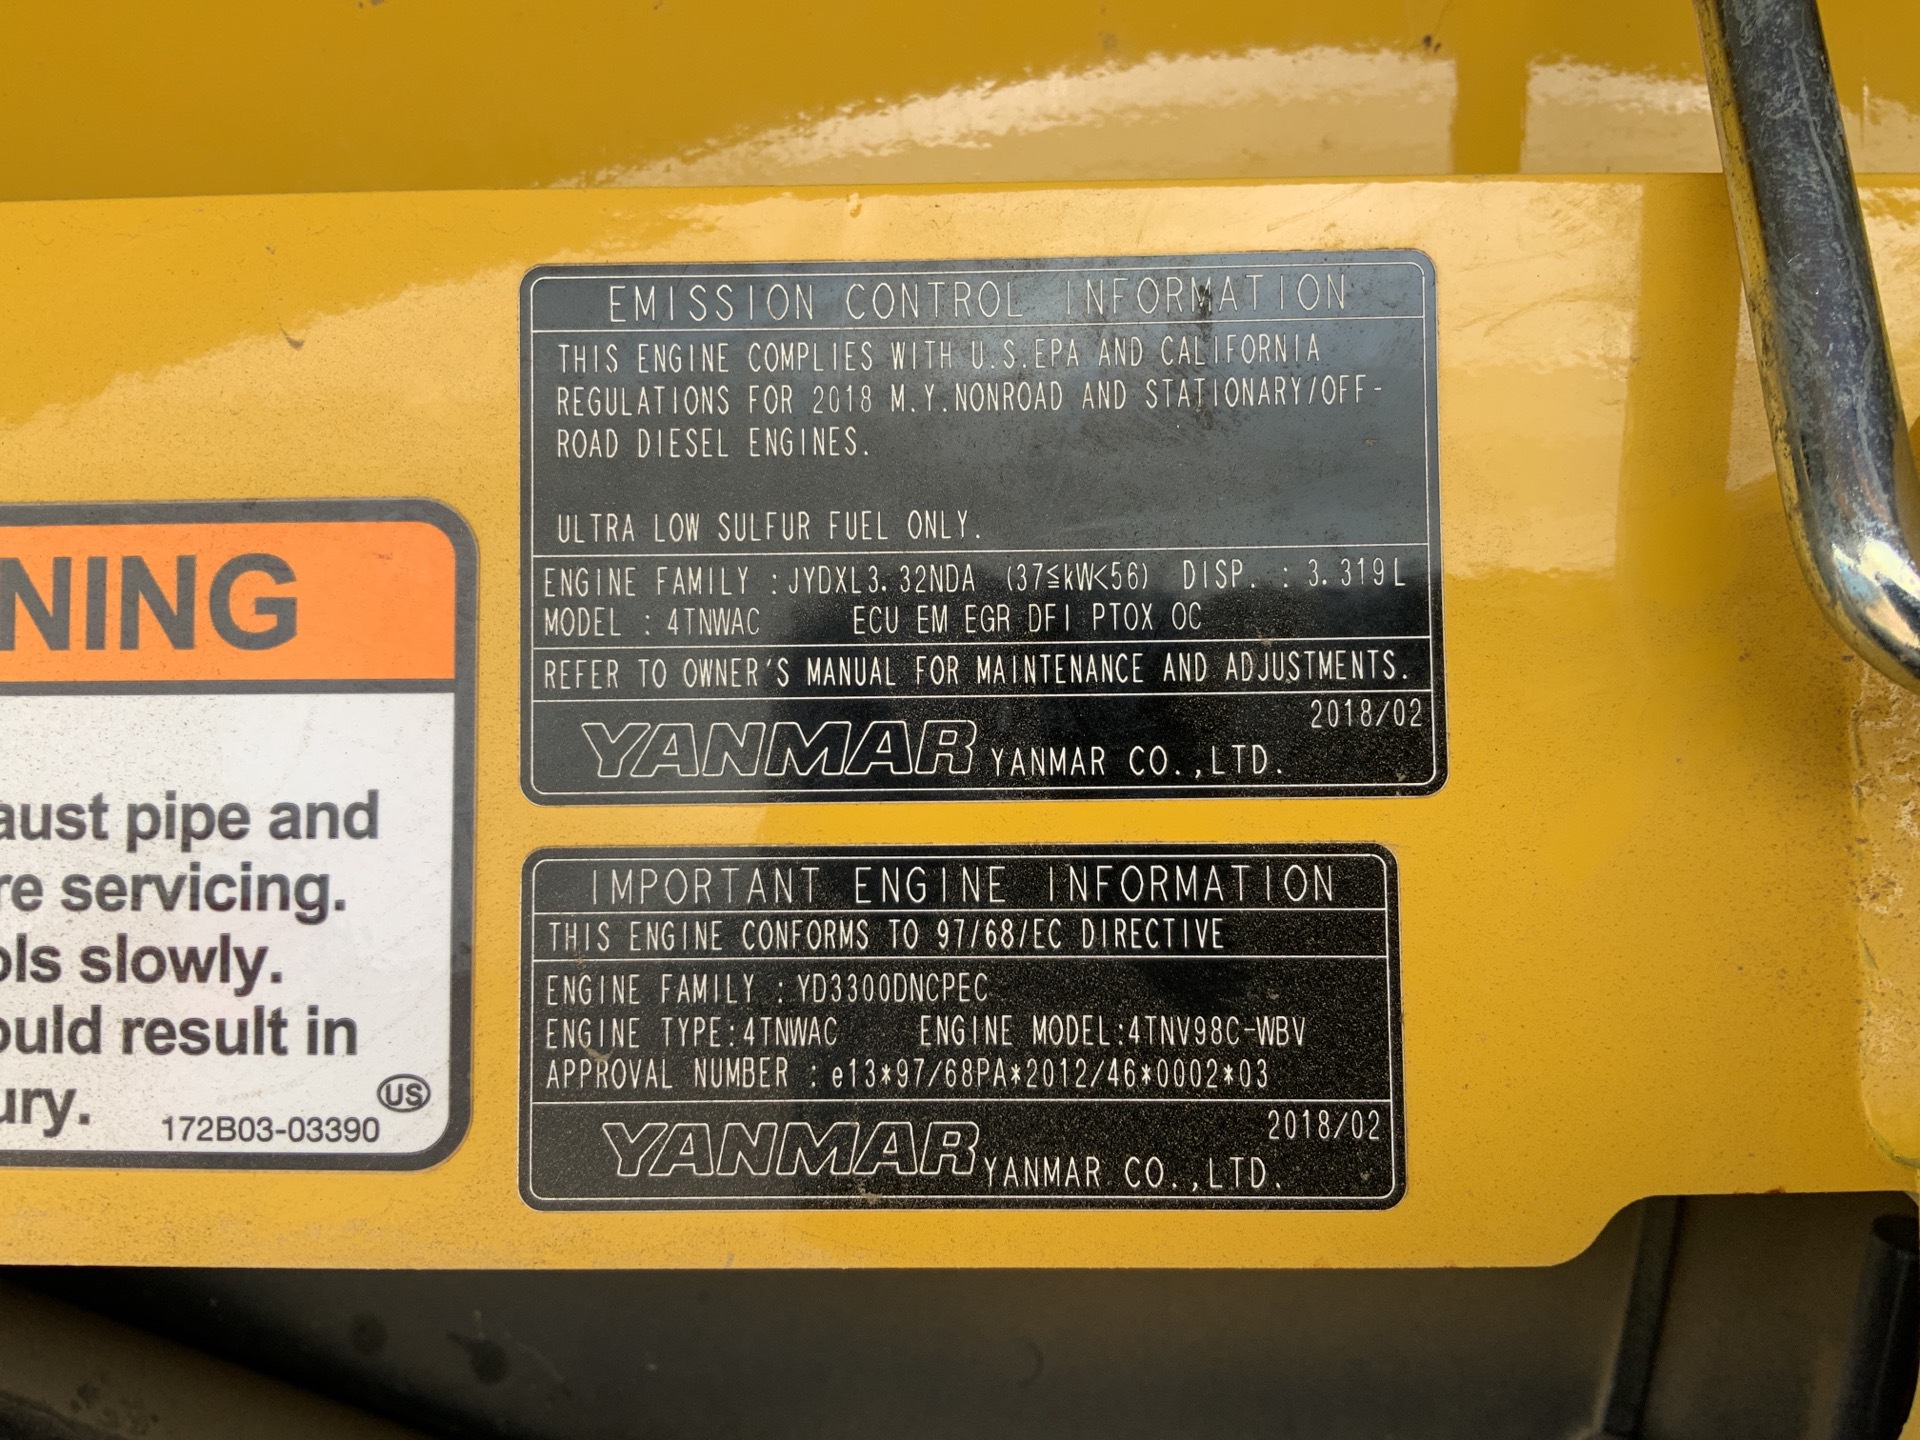 EMISSION CONTROL INFORMATION
THIS ENGINE COMPLIES WITH U.S.EPA AND CALIFORNIA
REGULATIONS FOR 2018 M.Y.NONROAD AND STATIONARY/OFF-
ROAD DIESEL ENGINES.
ULTRA LOW SULFUR FUEL ONLY.
ENGINE FAMILY : JYDXL3.32NDA (37≦kW<56) DISP. : 3.319L
MODEL : 4TNWAC ECU EM EGR DFI PTOX OC
REFER TO OWNER'S MANUAL FOR MAINTENANCE AND ADJUSTMENTS.
2018/02
YANMAR YANMAR CO.,LTD.
IMPORTANT ENGINE INFORMATION
THIS ENGINE CONFORMS TO 97/68/EC DIRECTIVE
ENGINE FAMILY : YD3300DNCPEC
ENGINE TYPE:4TNWAC ENGINE MODEL:4TNV98C-WBV
APPROVAL NUMBER : e13*97/68PA*2012/46*0002*03
2018/02
YANMAR YANMAR CO.,LTD.
NING
aust pipe and
re servicing.
ols slowly.
ould result in
ury.
172B03-03390
US